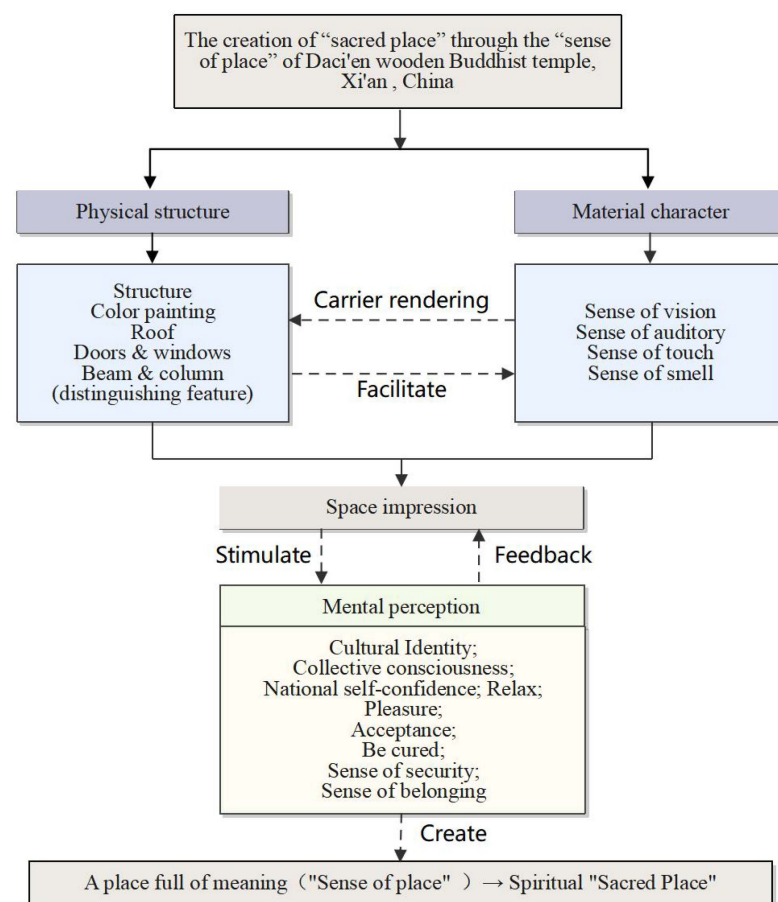 The creation of “sacred place” through the “sense
of place” of Daci'en wooden Buddhist temple,
Xi'an , China
Physical structure
Material character
Structure
Color painting
Roof
Doors & windows
Beam & column
(distinguishing feature)
Carrier rendering
Facilitate
Sense of vision
Sense of auditory
Sense of touch
Sense of smell
Space impression
Stimulate
Feedback
Mental perception
Cultural Identity;
Collective consciousness;
National self-confidence; Relax;
Pleasure;
Acceptance;
Be cured;
Sense of security;
Sense of belonging
Create
A place full of meaning（"Sense of place" ）→ Spiritual "Sacred Place"